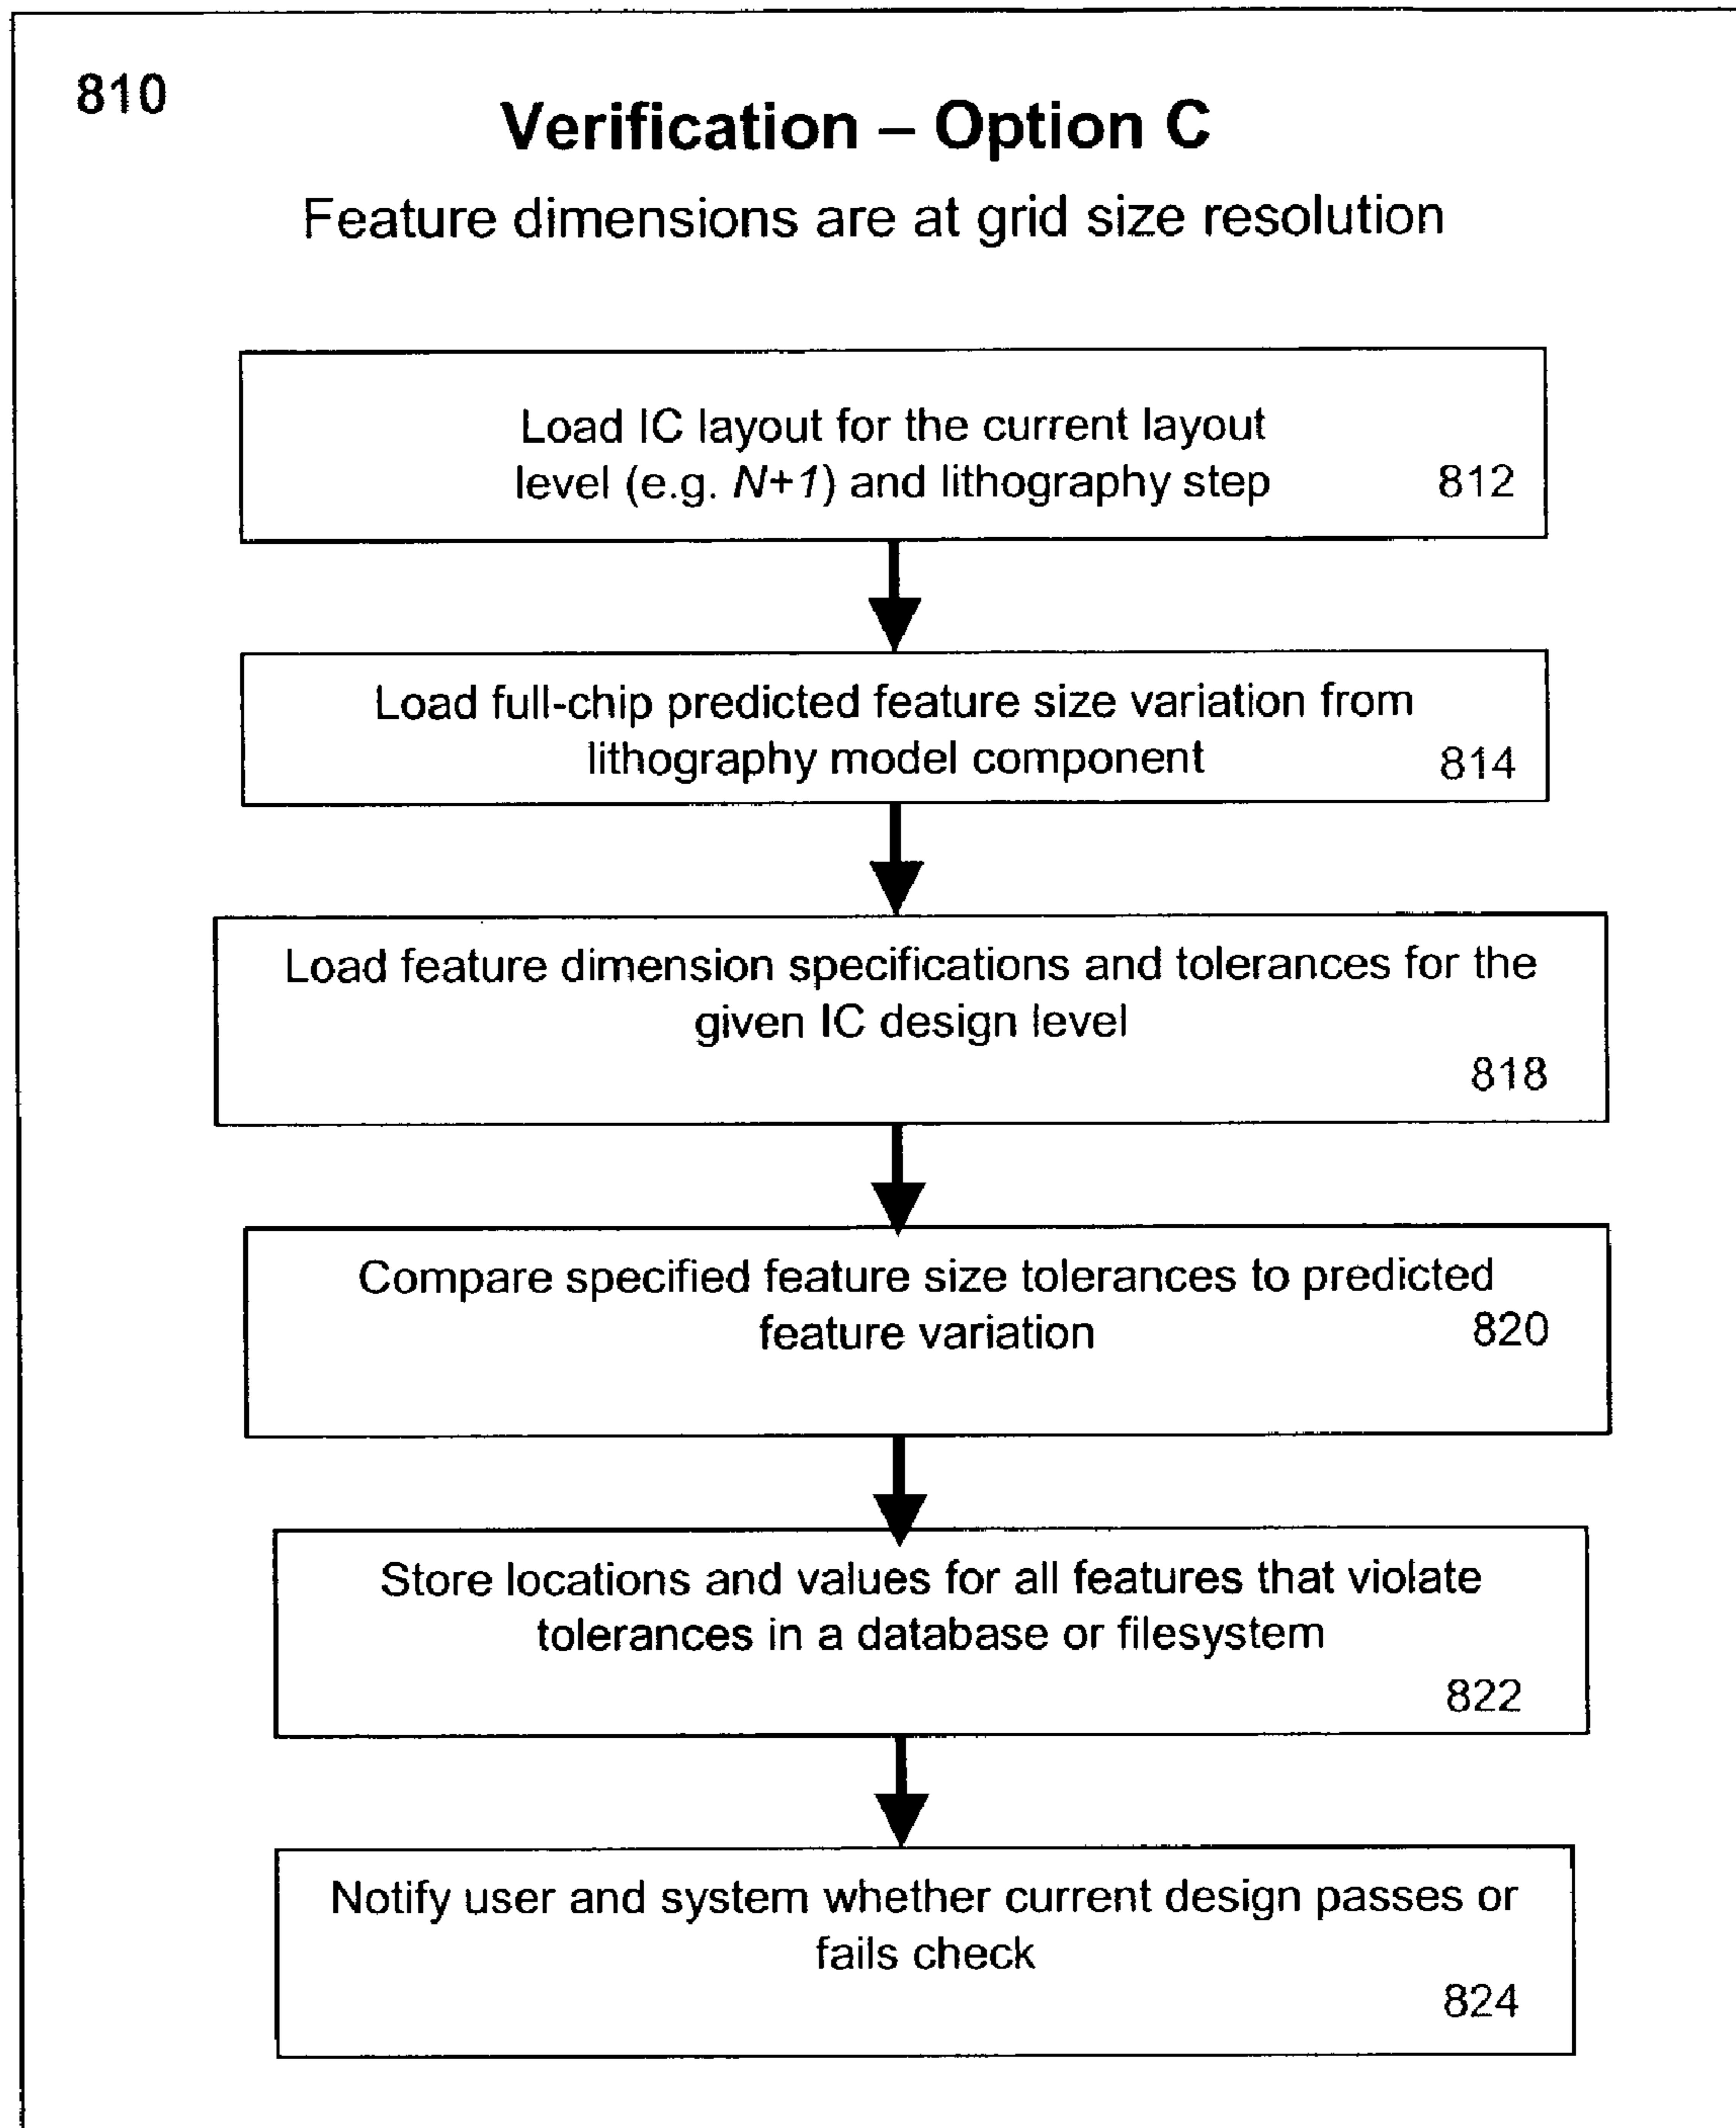 810
Verification – Option C
Feature dimensions are at grid size resolution
Load IC layout for the current layout
level (e.g. N+1) and lithography step 812
Load full-chip predicted feature size variation from
lithography model component 814
Load feature dimension specifications and tolerances for the
given IC design level
818
Compare specified feature size tolerances to predicted
feature variation 820
Store locations and values for all features that violate
tolerances in a database or filesystem
822
Notify user and system whether current design passes or
fails check
824